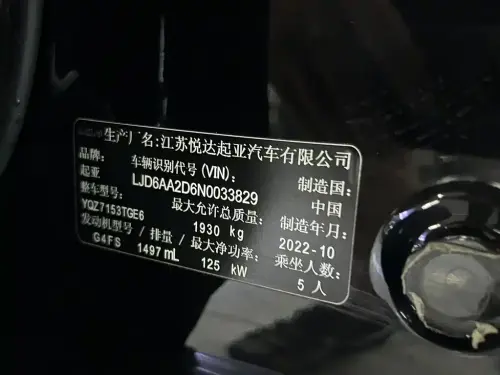 生产厂名:江苏悦达起亚汽车有限公司
品牌: 车辆识别代号(VIN): 制造国:
起亚 LJD6AA2D6N0033829 中国
整车型号: 最大允许总质量: 制造年月:
YQZ7153TGE6 1930 kg 2022-10
发动机型号/排量/最大净功率: 乘坐人数:
G4FS 1497mL 125 kW 5人